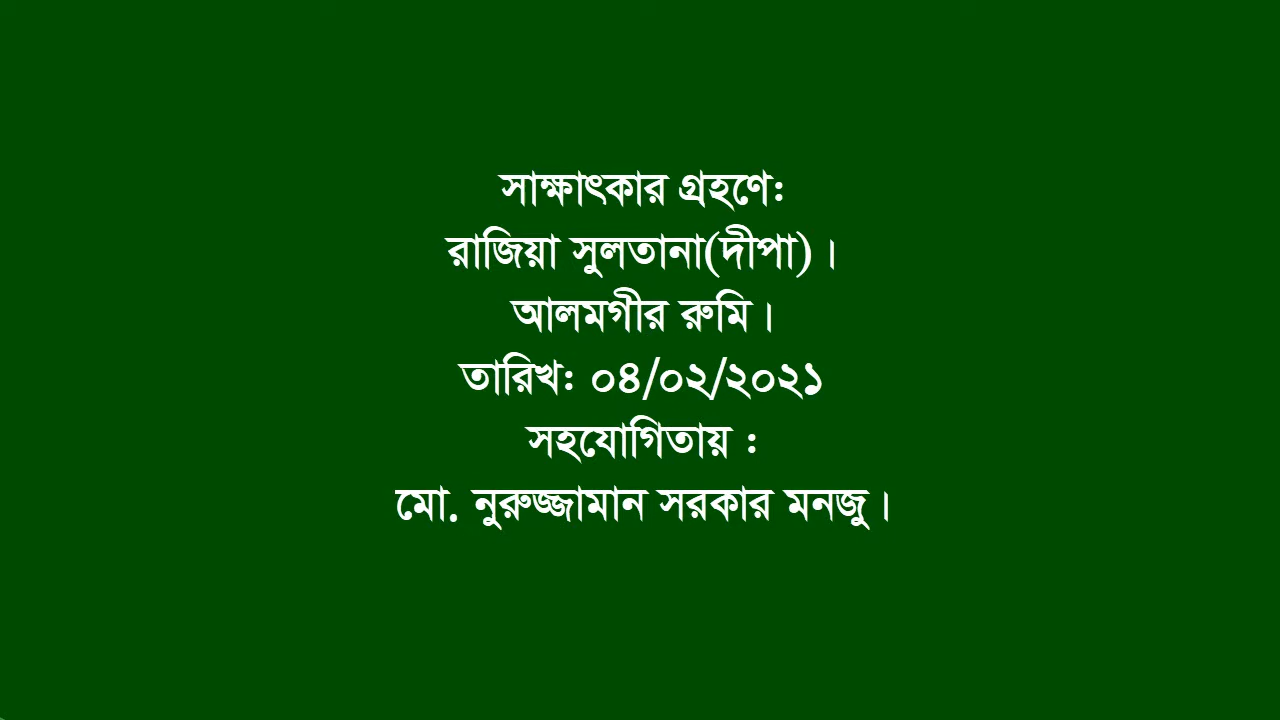 সাক্ষাৎকার গ্রহণে:
রাজিয়া সুলতানা(দীপা)।
আলমগীর রুমি।
তারিখ: ০৪/০২/২০২১
সহযোগিতায় :
মো. নুরুজ্জামান সরকার মনজু।